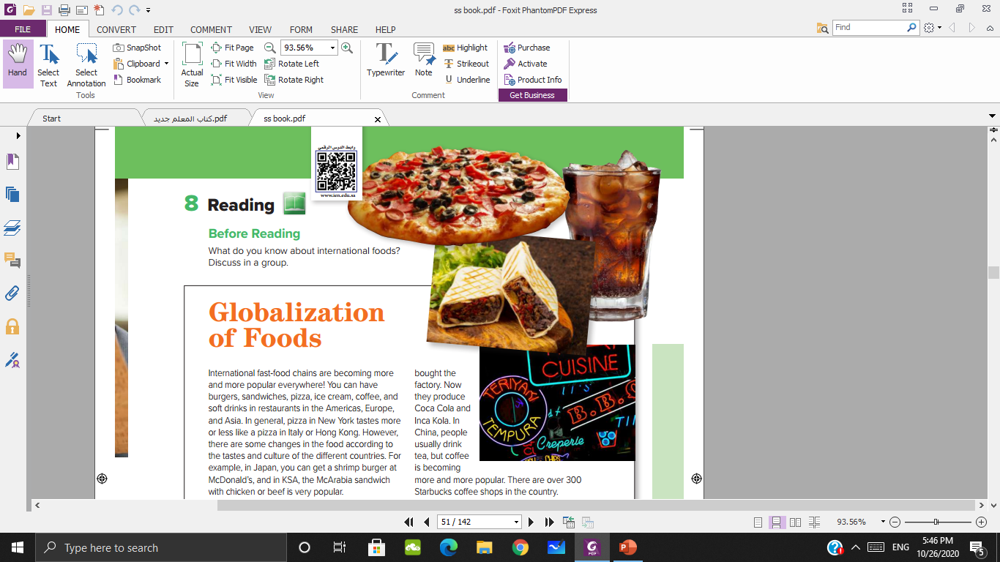 ss book.pdf - Foxit PhantomPDF Express
FILE
HOME
CONVERT
EDIT
COMMENT
VIEW
FORM
SHARE
HELP
Find
Hand
Select
Text
Select
Annotation
SnapShot
Clipboard
Bookmark
Tools
Actual
Size
Fit Page
Fit Width
Fit Visible
93.56%
Rotate Left
Rotate Right
View
Typewriter
Note
abc Highlight
T Strikeout
U Underline
Comment
Purchase
Activate
Product Info
Get Business
Start
كتاب المعلم جديد.pdf
ss book.pdf
رابط الدرس الرقمي
www.ien.edu.sa
8 Reading
Before Reading
What do you know about international foods?
Discuss in a group.
Globalization
of Foods
International fast-food chains are becoming more
and more popular everywhere! You can have
burgers, sandwiches, pizza, ice cream, coffee, and
soft drinks in restaurants in the Americas, Europe,
and Asia. In general, pizza in New York tastes more
or less like a pizza in Italy or Hong Kong. However,
there are some changes in the food according to
the tastes and culture of the different countries. For
example, in Japan, you can get a shrimp burger at
McDonald's, and in KSA, the McArabia sandwich
with chicken or beef is very popular.
bought the
factory. Now
they produce
Coca Cola and
Inca Kola. In
China, people
usually drink
tea, but coffee
is becoming
more and more popular. There are over 300
Starbucks coffee shops in the country.
CUISINE
TERIYAKI
TEMPURA
B.B.
Creperie
51 / 142
93.56%
Type here to search
PDF
ENG
5:46 PM
10/26/2020
5